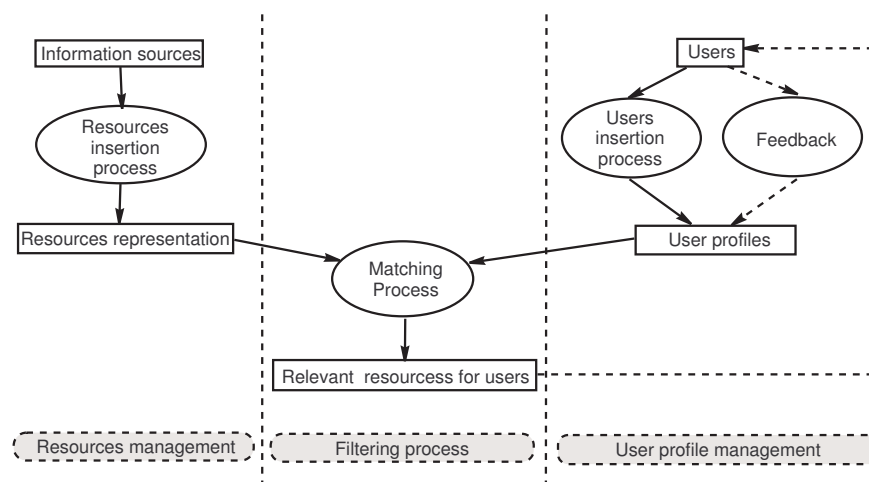 Information sources
Resources
insertion
process
Resources representation
Matching
Process
Relevant resourcess for users
Users
Users
insertion
process
Feedback
User profiles
Resources management
Filtering process
User profile management